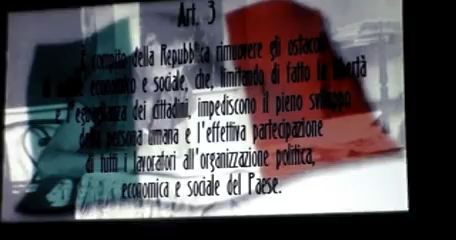 Art. 3
È compito della Repubblica rimuovere gli ostacoli
di ordine economico e sociale, che, limitando di fatto la libertà
e l'eguaglianza dei cittadini, impediscono il pieno sviluppo
della persona umana e l'effettiva partecipazione
di tutti i lavoratori all'organizzazione politica,
economica e sociale del Paese.